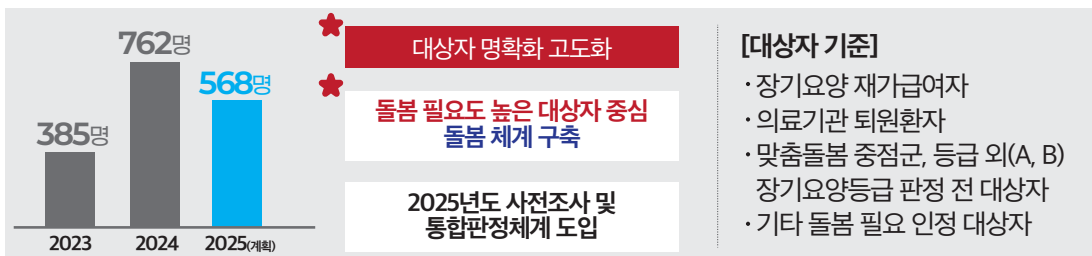 385명
762명
568명
2023
2024
2025(계획)
대상자 명확화 고도화
돌봄 필요도 높은 대상자 중심
돌봄 체계 구축
2025년도 사전조사 및
통합판정체계 도입
[대상자 기준]
· 장기요양 재가급여자
· 의료기관 퇴원환자
· 맞춤돌봄 중점군, 등급 외(A, B)
장기요양등급 판정 전 대상자
· 기타 돌봄 필요 인정 대상자